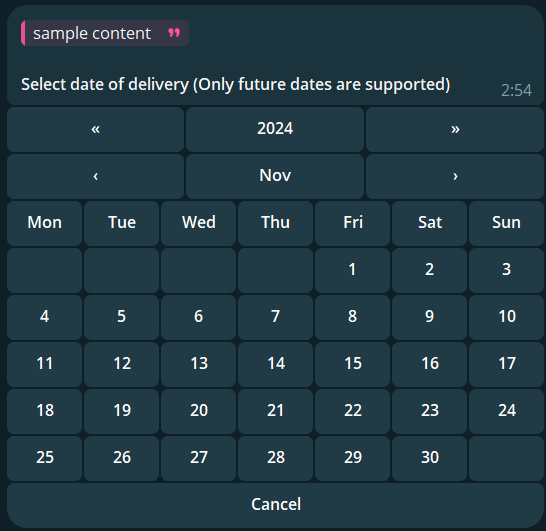 sample content
Select date of delivery (Only future dates are supported)
2:54
« 2024 »
‹ Nov ›
Mon Tue Wed Thu Fri Sat Sun
1 2 3
4 5 6 7 8 9 10
11 12 13 14 15 16 17
18 19 20 21 22 23 24
25 26 27 28 29 30
Cancel